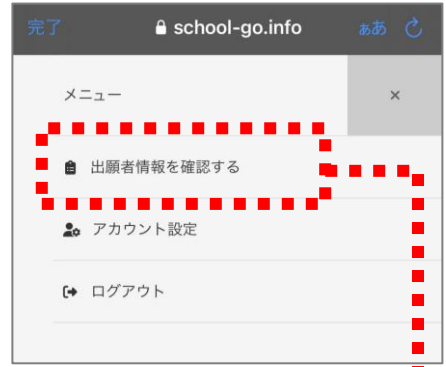 完了 school-go.info ぁあ
メニュー ×
出願者情報を確認する
アカウント設定
ログアウト